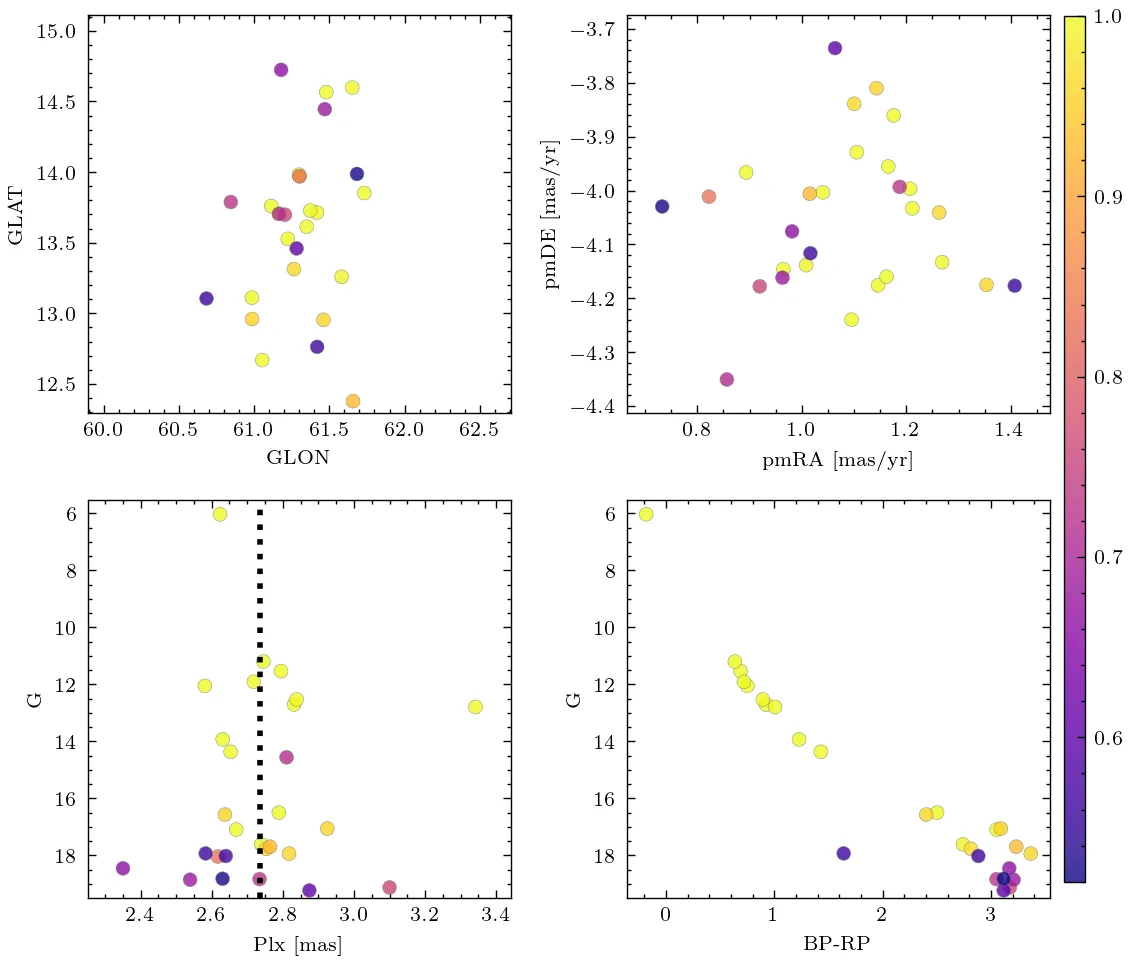 15.0
14.5
14.0
13.5
13.0
12.5
GLAT
60.0 60.5 61.0 61.5 62.0 62.5
GLON
−3.7
−3.8
−3.9
−4.0
−4.1
−4.2
−4.3
−4.4
pmDE [mas/yr]
0.8 1.0 1.2 1.4
pmRA [mas/yr]
6
8
10
12
14
16
18
G
2.4 2.6 2.8 3.0 3.2 3.4
Plx [mas]
6
8
10
12
14
16
18
G
0 1 2 3
BP-RP
1.0
0.9
0.8
0.7
0.6